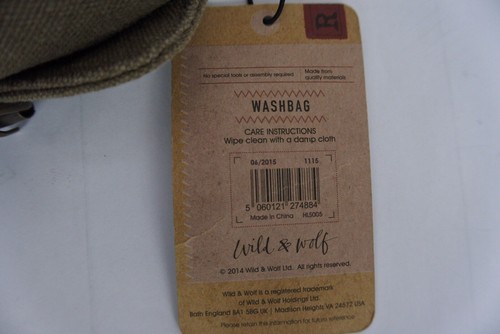 R
No special tools or assembly required
Made from
quality materials
WASHBAG
CARE INSTRUCTIONS
Wipe clean with a damp cloth
06/2015 1115
5 060121 274884
Made in China HLS005
Wild & Wolf
© 2014 Wild & Wolf Ltd. All rights reserved.
Wild & Wolf is a registered trademark
of Wild & Wolf Holdings Ltd.
Bath England BA1 5BG UK | Madison Heights VA 24572 USA
Please retain this information for future reference